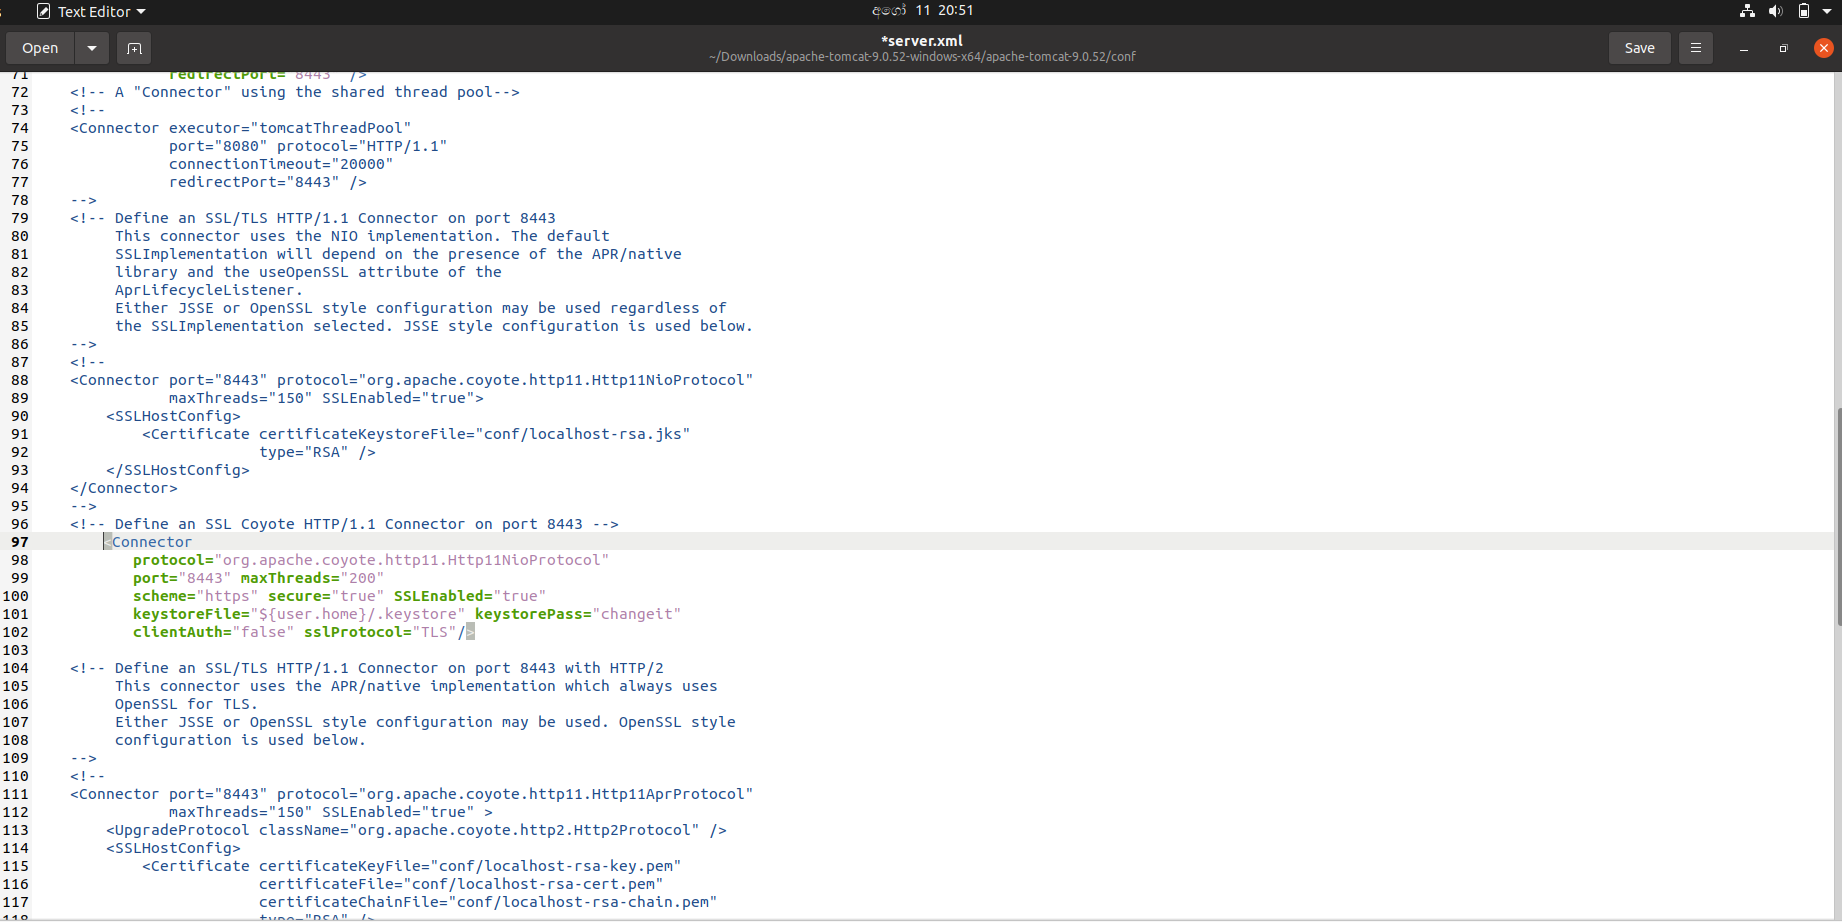 Text Editor
අගෝ 11 20:51
Open
*server.xml
~/Downloads/apache-tomcat-9.0.52-windows-x64/apache-tomcat-9.0.52/conf
Save
71 redirectPort="8443" />
72 <!-- A "Connector" using the shared thread pool-->
73 <!--
74 <Connector executor="tomcatThreadPool"
75 port="8080" protocol="HTTP/1.1"
76 connectionTimeout="20000"
77 redirectPort="8443" />
78 -->
79 <!-- Define an SSL/TLS HTTP/1.1 Connector on port 8443
80 This connector uses the NIO implementation. The default
81 SSLImplementation will depend on the presence of the APR/native
82 library and the useOpenSSL attribute of the
83 AprLifecycleListener.
84 Either JSSE or OpenSSL style configuration may be used regardless of
85 the SSLImplementation selected. JSSE style configuration is used below.
86 -->
87 <!--
88 <Connector port="8443" protocol="org.apache.coyote.http11.Http11NioProtocol"
89 maxThreads="150" SSLEnabled="true">
90 <SSLHostConfig>
91 <Certificate certificateKeystoreFile="conf/localhost-rsa.jks"
92 type="RSA" />
93 </SSLHostConfig>
94 </Connector>
95 -->
96 <!-- Define an SSL Coyote HTTP/1.1 Connector on port 8443 -->
97 <Connector
98 protocol="org.apache.coyote.http11.Http11NioProtocol"
99 port="8443" maxThreads="200"
100 scheme="https" secure="true" SSLEnabled="true"
101 keystoreFile="${user.home}/.keystore" keystorePass="changeit"
102 clientAuth="false" sslProtocol="TLS"/>
103
104 <!-- Define an SSL/TLS HTTP/1.1 Connector on port 8443 with HTTP/2
105 This connector uses the APR/native implementation which always uses
106 OpenSSL for TLS.
107 Either JSSE or OpenSSL style configuration may be used. OpenSSL style
108 configuration is used below.
109 -->
110 <!--
111 <Connector port="8443" protocol="org.apache.coyote.http11.Http11AprProtocol"
112 maxThreads="150" SSLEnabled="true" >
113 <UpgradeProtocol className="org.apache.coyote.http2.Http2Protocol" />
114 <SSLHostConfig>
115 <Certificate certificateKeyFile="conf/localhost-rsa-key.pem"
116 certificateFile="conf/localhost-rsa-cert.pem"
117 certificateChainFile="conf/localhost-rsa-chain.pem"
118 type="RSA" />